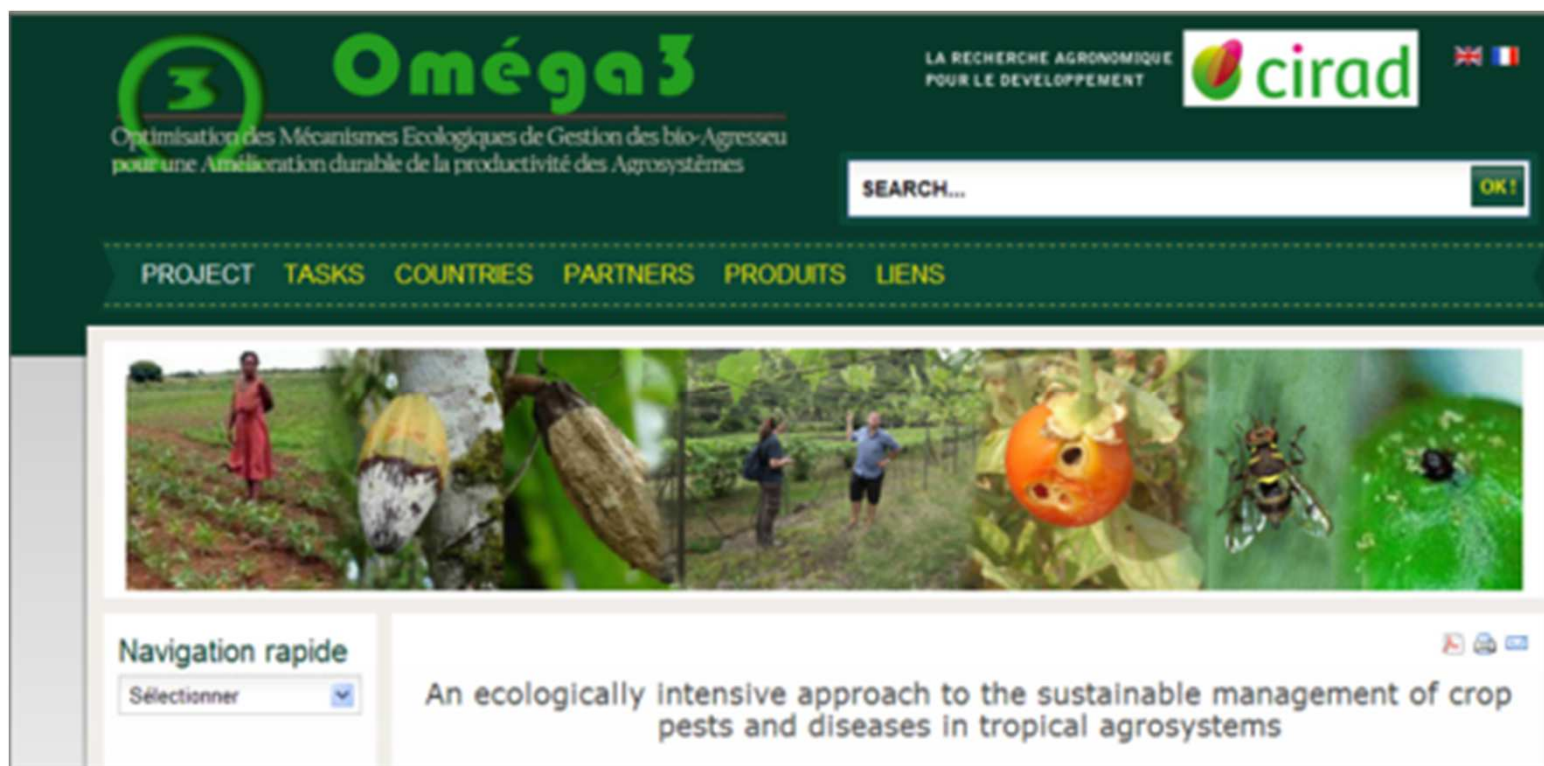 3
Oméga3
Optimisation des Mécanismes Ecologiques de Gestion des bio-Agresseu
pour une Amélioration durable de la productivité des Agrosystèmes
LA RECHERCHE AGRONOMIQUE
POUR LE DEVELOPPEMENT
cirad
SEARCH...
OK!
PROJECT TASKS COUNTRIES PARTNERS PRODUITS LIENS
Navigation rapide
Sélectionner
An ecologically intensive approach to the sustainable management of crop
pests and diseases in tropical agrosystems